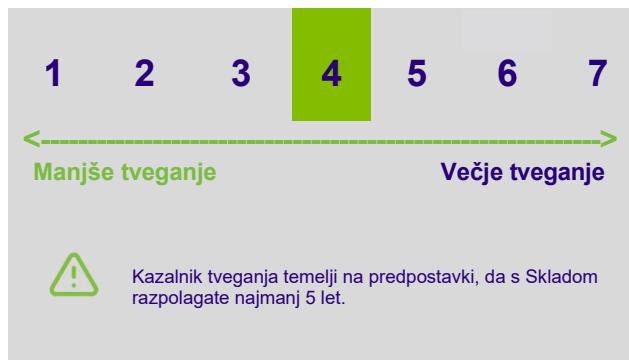 1 2 3 4 5 6 7
<----------------------------------------------------------->
Manjše tveganje Večje tveganje
Kazalnik tveganja temelji na predpostavki, da s Skladom
razpolagate najmanj 5 let.